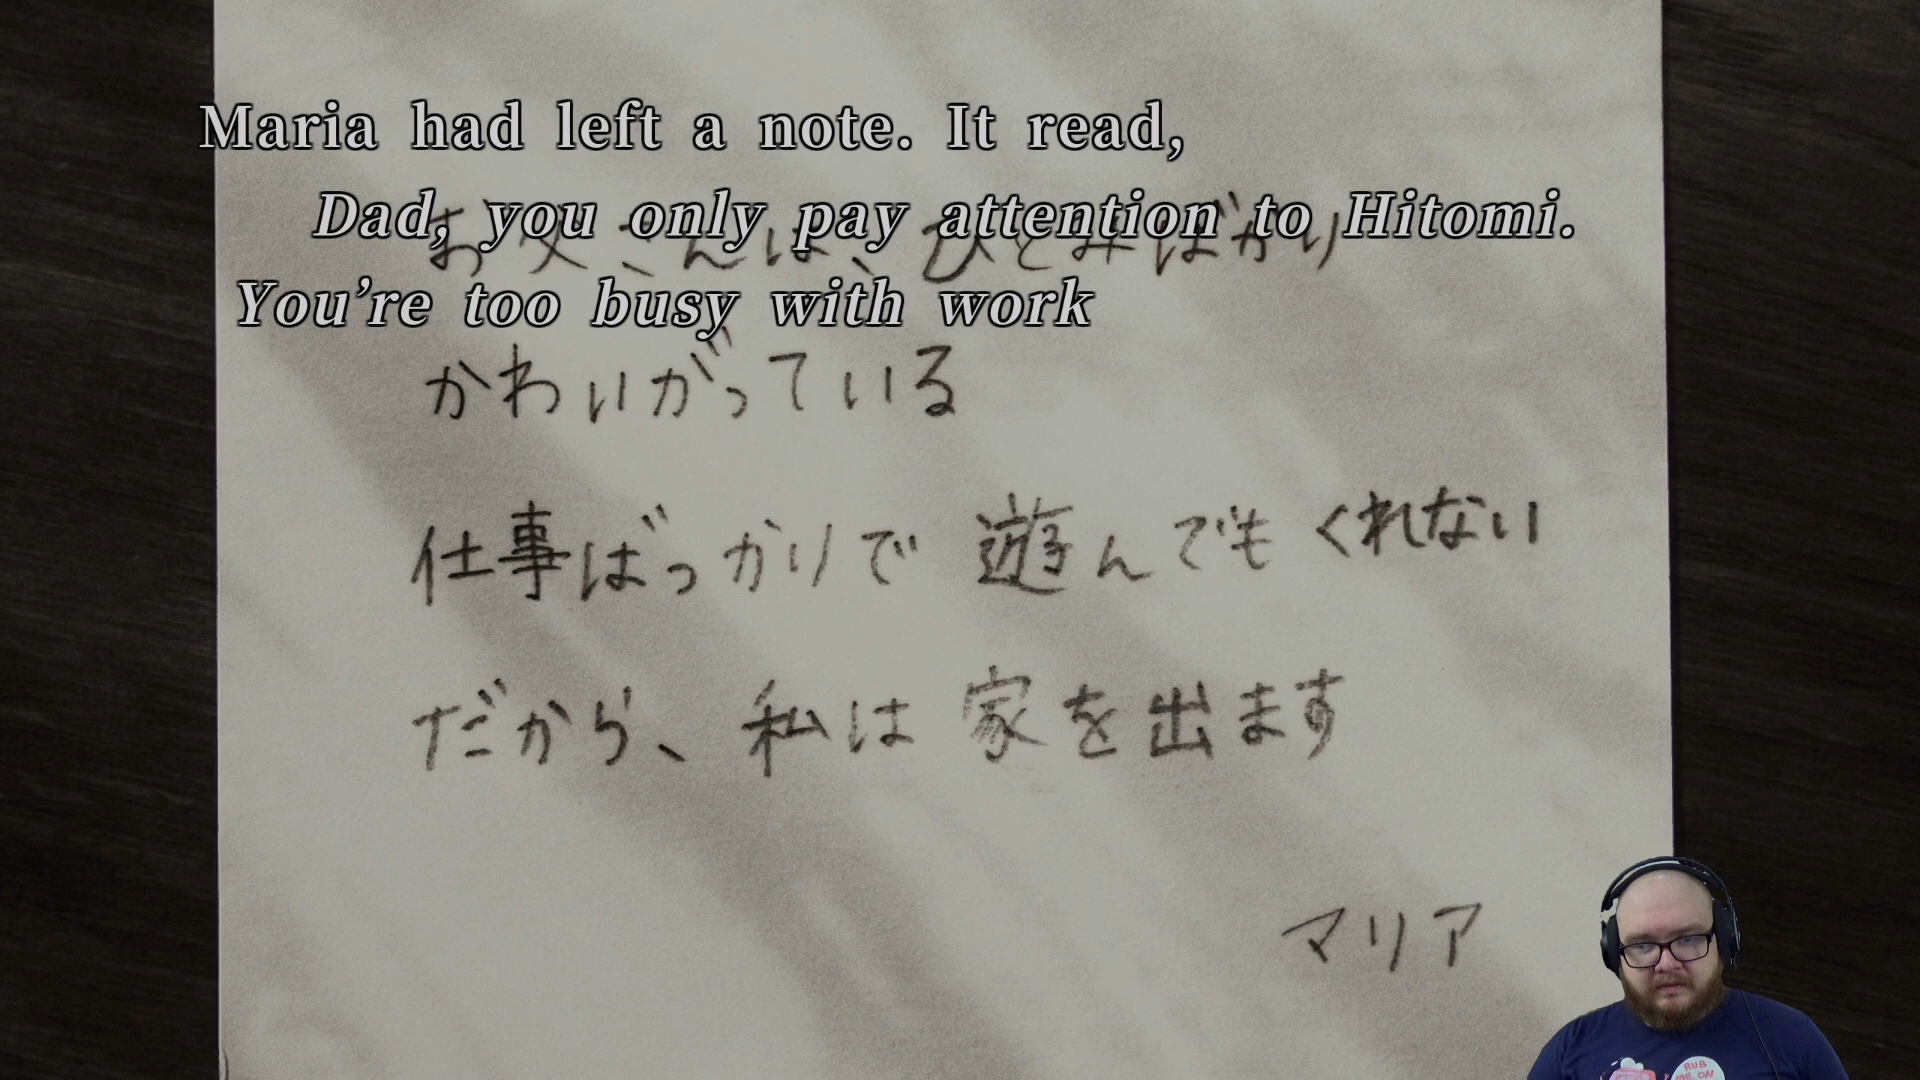 Maria had left a note. It read,
Dad, you only pay attention to Hitomi.
お父さんは、ひとみばかり
You're too busy with work
かわいがっている
仕事ばっかりで 遊んでもくれない
だから、私は家を出ます
マリア
RUB
ME ON